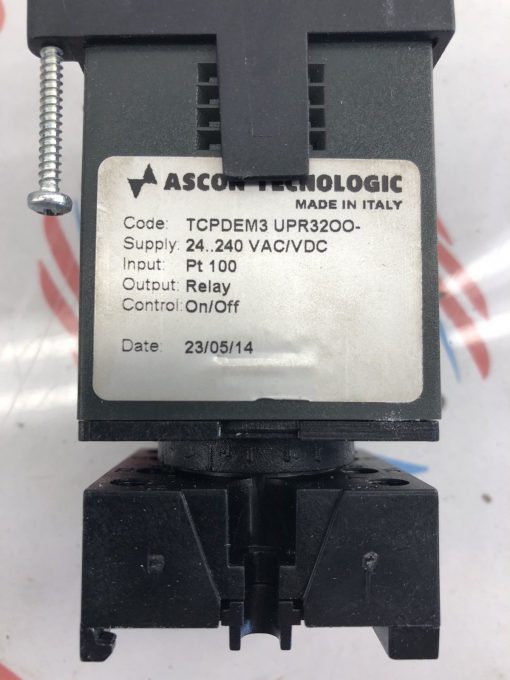 ASCON TECNOLOGIC
MADE IN ITALY
Code: TCPDEM3 UPR32OO-
Supply: 24..240 VAC/VDC
Input: Pt 100
Output: Relay
Control: On/Off
Date: 23/05/14